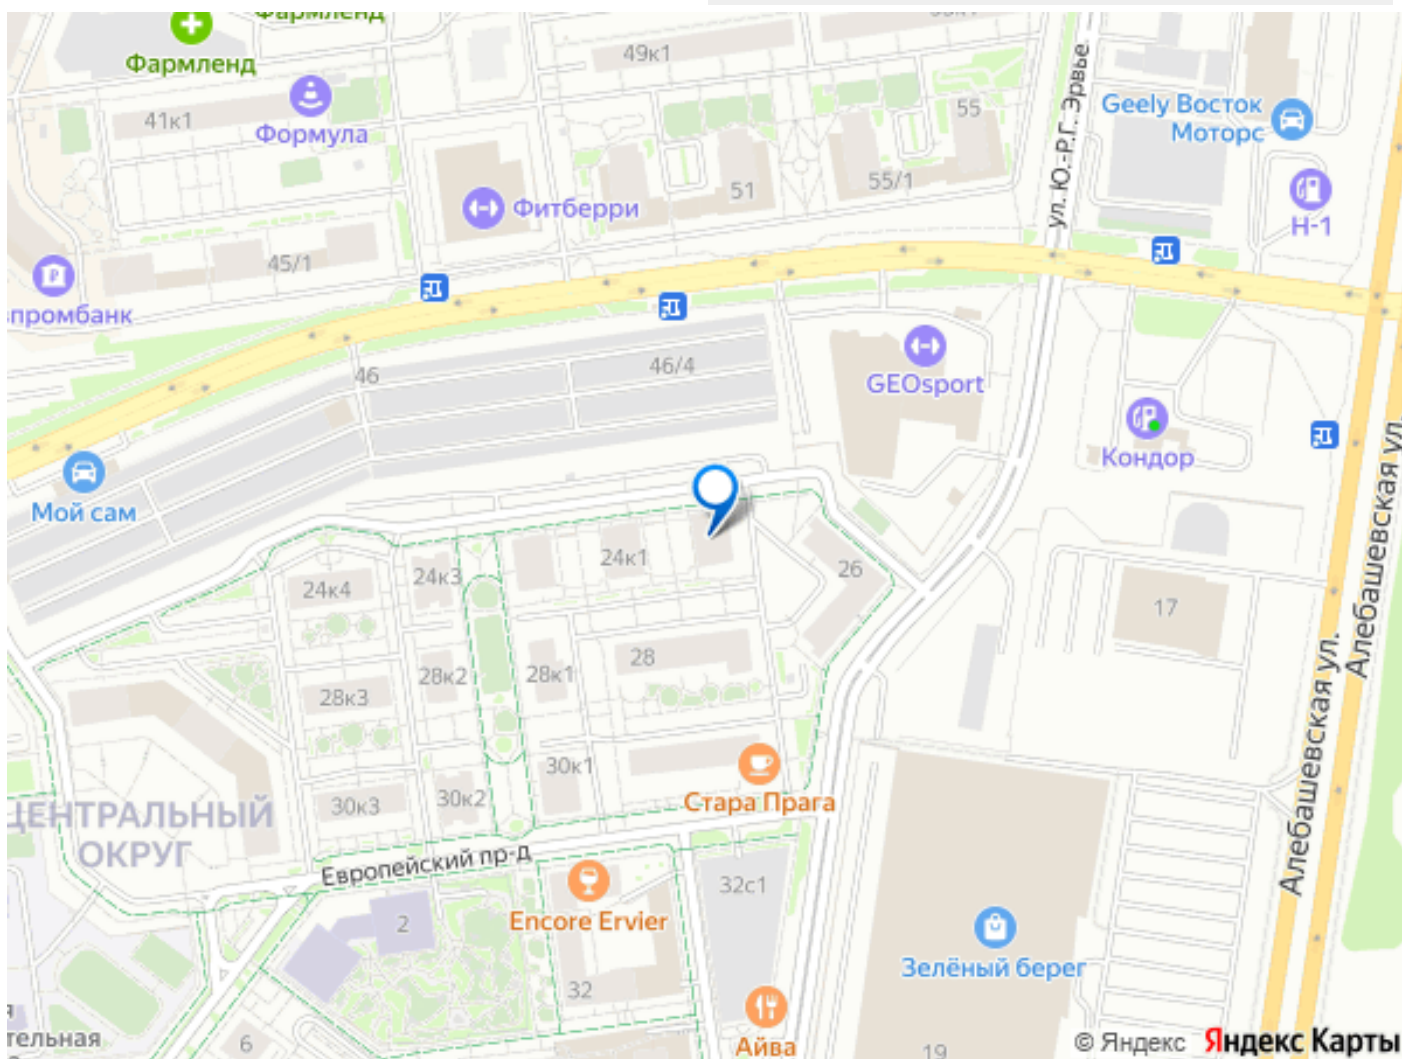 Фармленд
Фармленд
49к1
41к1
Формула
55
Geely Восток
Моторс
ул. Ю.-Р.Г. Эрвье
51
55/1
Фитберри
Н-1
45/1
промбанк
46
46/4
GEOsport
Кондор
Мой сам
24к4
24к3
24к1
26
17
Алебашевская ул.
Алебашевская ул.
28к3
28к2
28к1
28
30к3
30к2
30к1
Стара Прага
ЦЕНТРАЛЬНЫЙ
ОКРУГ
Европейский пр-д
2
Encore Ervier
32с1
32
Зелёный берег
6
тельная
Айва
19
© Яндекс Яндекс Карты